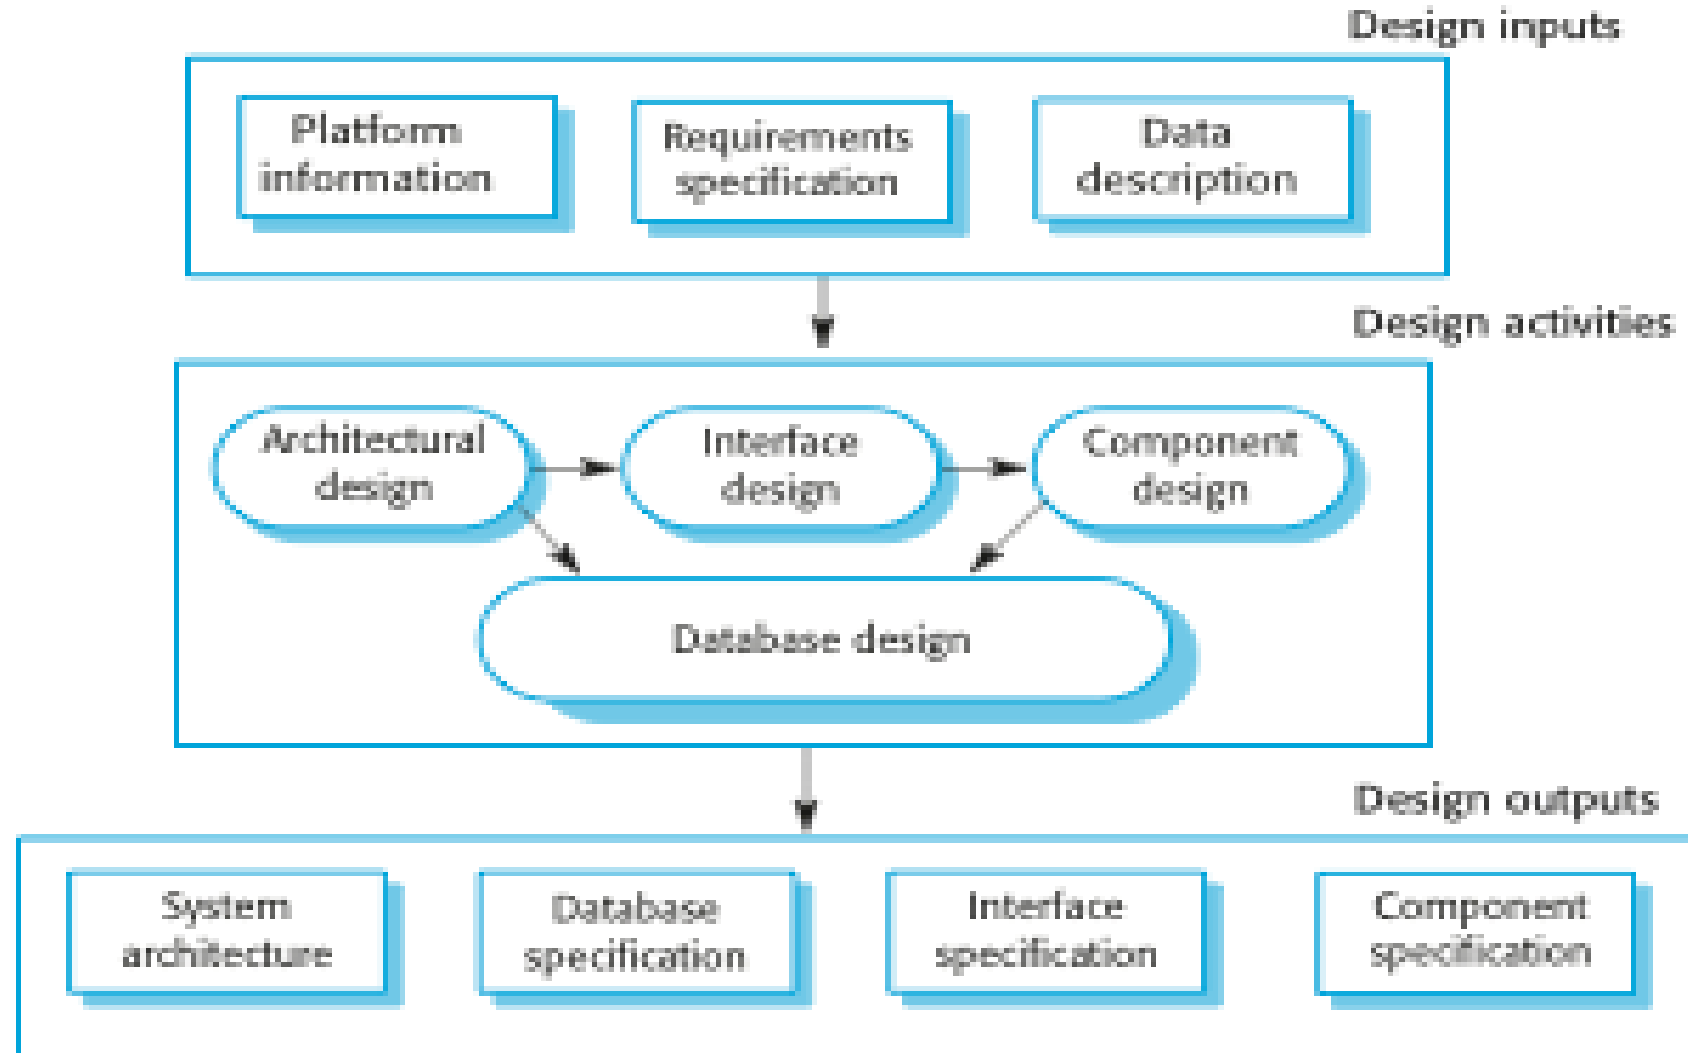 Design inputs
Platform
information
Requirements
specification
Data
description
Design activities
Architectural
design
Interface
design
Component
design
Database design
Design outputs
System
architecture
Database
specification
Interface
specification
Component
specification